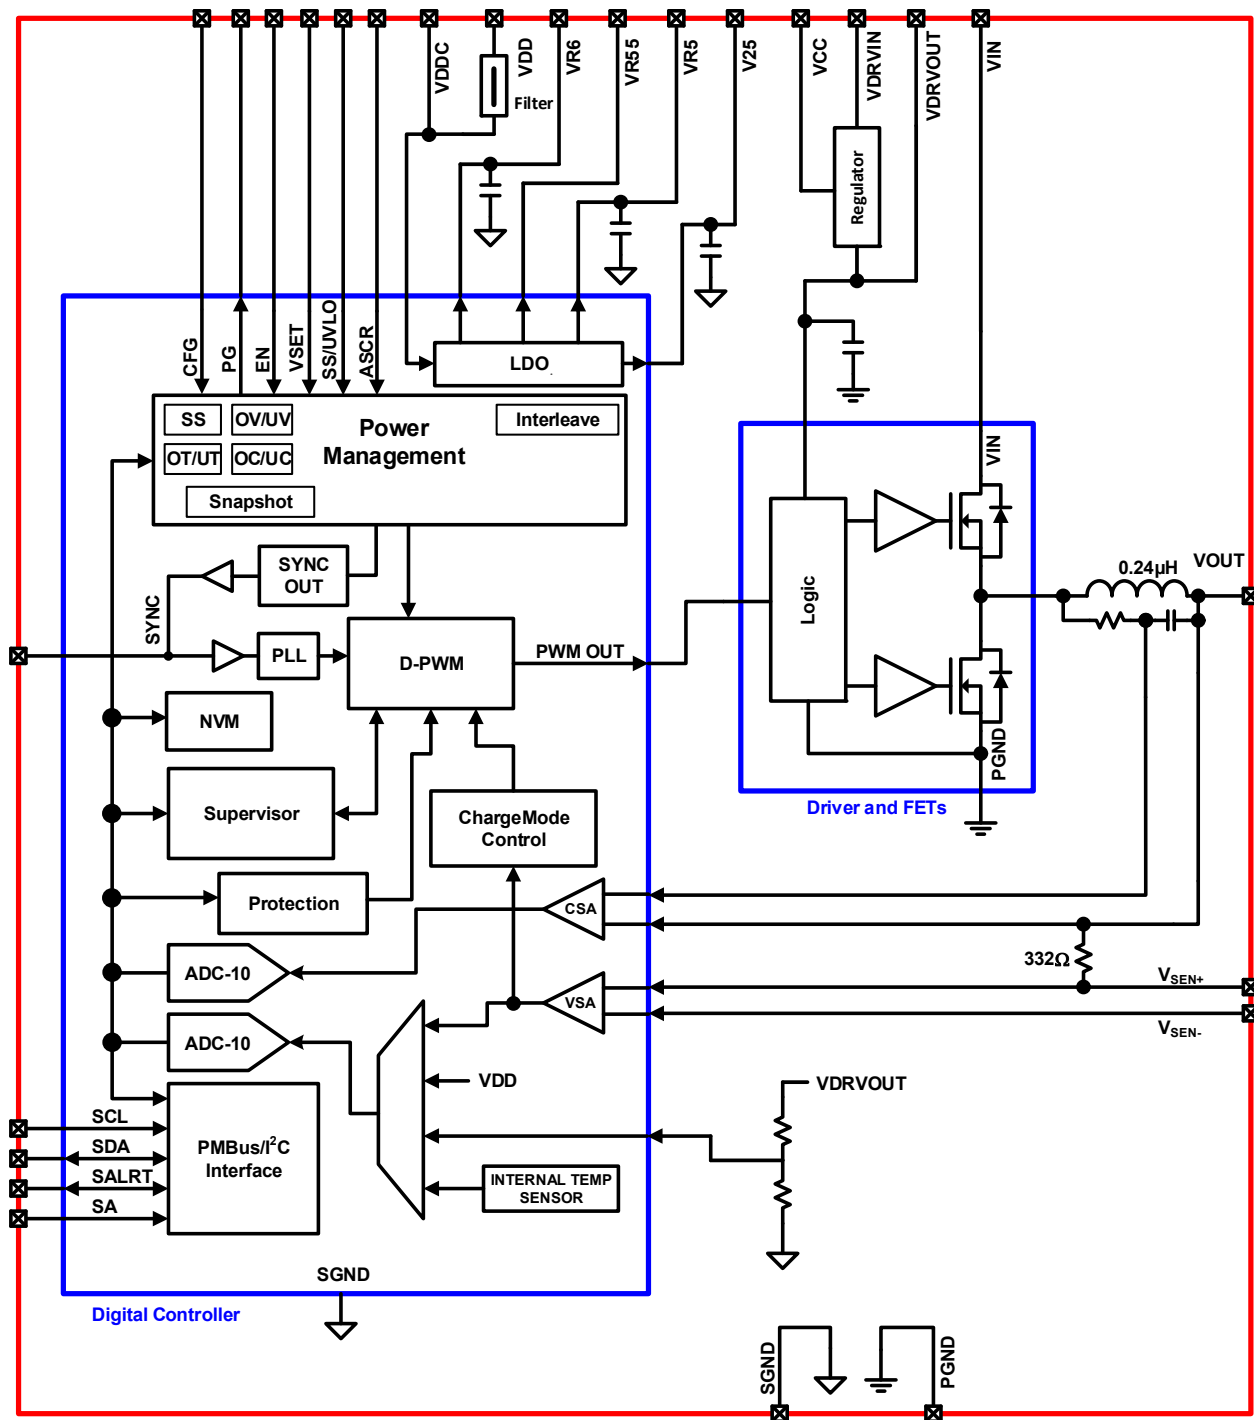 VDDC
VDD
Filter
VR6
VR55
VR5
V25
VCC
VDRVIN
VDRVOUT
VIN
Regulator
CFG
PG
EN
VSET
SS/UVLO
ASCR
LDO
SS
OV/UV
Interleave
Power
Management
OT/UT
OC/UC
Snapshot
VIN
SYNC
OUT
SYNC
PLL
D-PWM
PWM OUT
Logic
0.24µH
VOUT
NVM
PGND
Driver and FETs
Supervisor
ChargeMode
Control
Protection
CSA
ADC-10
332Ω
VSEN+
VSA
VSEN-
ADC-10
VDD
VDRVOUT
SCL
SDA
SALRT
SA
PMBus/I2C
Interface
INTERNAL TEMP
SENSOR
SGND
Digital Controller
SGND
PGND